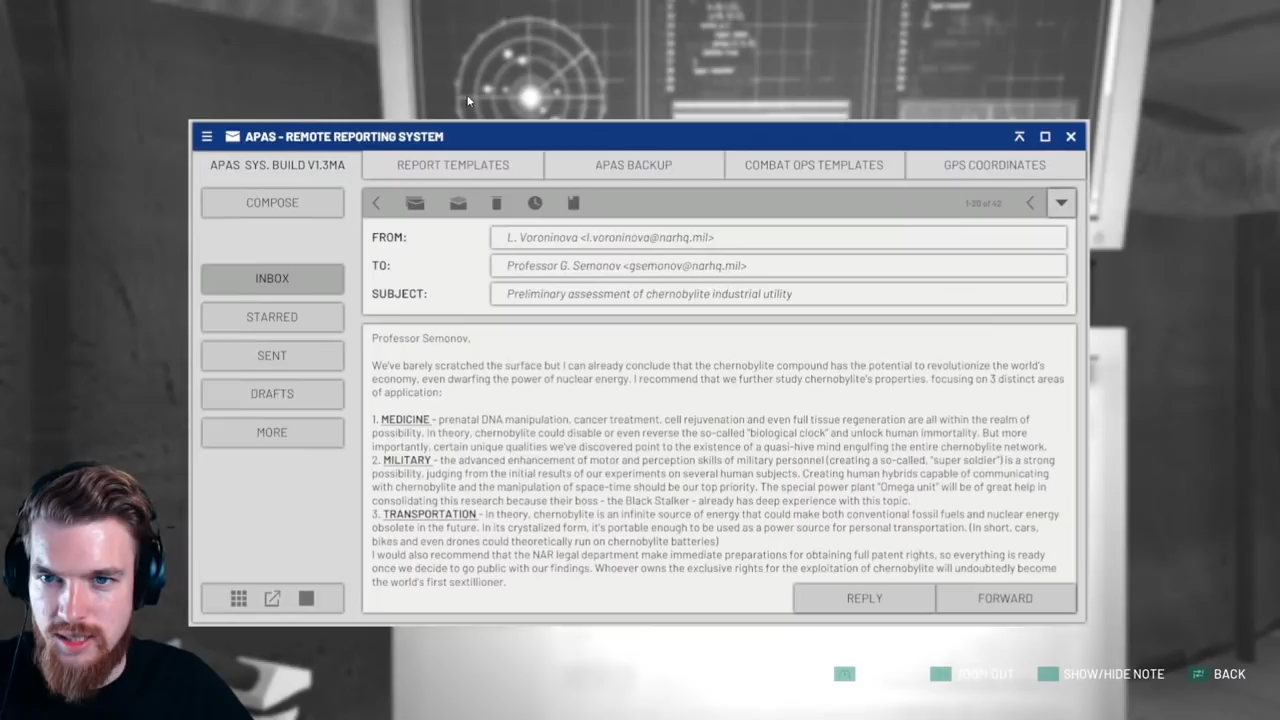 APAS - REMOTE REPORTING SYSTEM
APAS SYS. BUILD V1.3MA
REPORT TEMPLATES
APAS BACKUP
COMBAT OPS TEMPLATES
GPS COORDINATES
COMPOSE
1-20 of 42
FROM:
L. Voroninova <l.voroninova@narhq.mil>
TO:
Professor G. Semonov <gsemonov@narhq.mil>
INBOX
SUBJECT:
Preliminary assessment of chernobylite industrial utility
STARRED
SENT
DRAFTS
MORE
Professor Semonov,
We've barely scratched the surface but I can already conclude that the chernobylite compound has the potential to revolutionize the world's
economy, even dwarfing the power of nuclear energy. I recommend that we further study chernobylite's properties, focusing on 3 distinct areas
of application:
1. MEDICINE - prenatal DNA manipulation, cancer treatment, cell rejuvenation and even full tissue regeneration are all within the realm of
possibility. In theory, chernobylite could disable or even reverse the so-called "biological clock" and unlock human immortality. But more
importantly, certain unique qualities we've discovered point to the existence of a quasi-hive mind engulfing the entire chernobylite network.
2. MILITARY - the advanced enhancement of motor and perception skills of military personnel (creating a so-called, "super soldier") is a strong
possibility, judging from the initial results of our experiments on several human subjects. Creating human hybrids capable of communicating
with chernobylite and the manipulation of space-time should be our top priority. The special power plant "Omega unit" will be of great help in
consolidating this research because their boss - the Black Stalker - already has deep experience with this topic.
3. TRANSPORTATION - In theory, chernobylite is an infinite source of energy that could make both conventional fossil fuels and nuclear energy
obsolete in the future. In its crystalized form, it's portable enough to be used as a power source for personal transportation. (In short, cars,
bikes and even drones could theoretically run on chernobylite batteries)
I would also recommend that the NAR legal department make immediate preparations for obtaining full patent rights, so everything is ready
once we decide to go public with our findings. Whoever owns the exclusive rights for the exploitation of chernobylite will undoubtedly become
the world's first sextillioner.
REPLY
FORWARD
ZOOM OUT
SHOW/HIDE NOTE
BACK